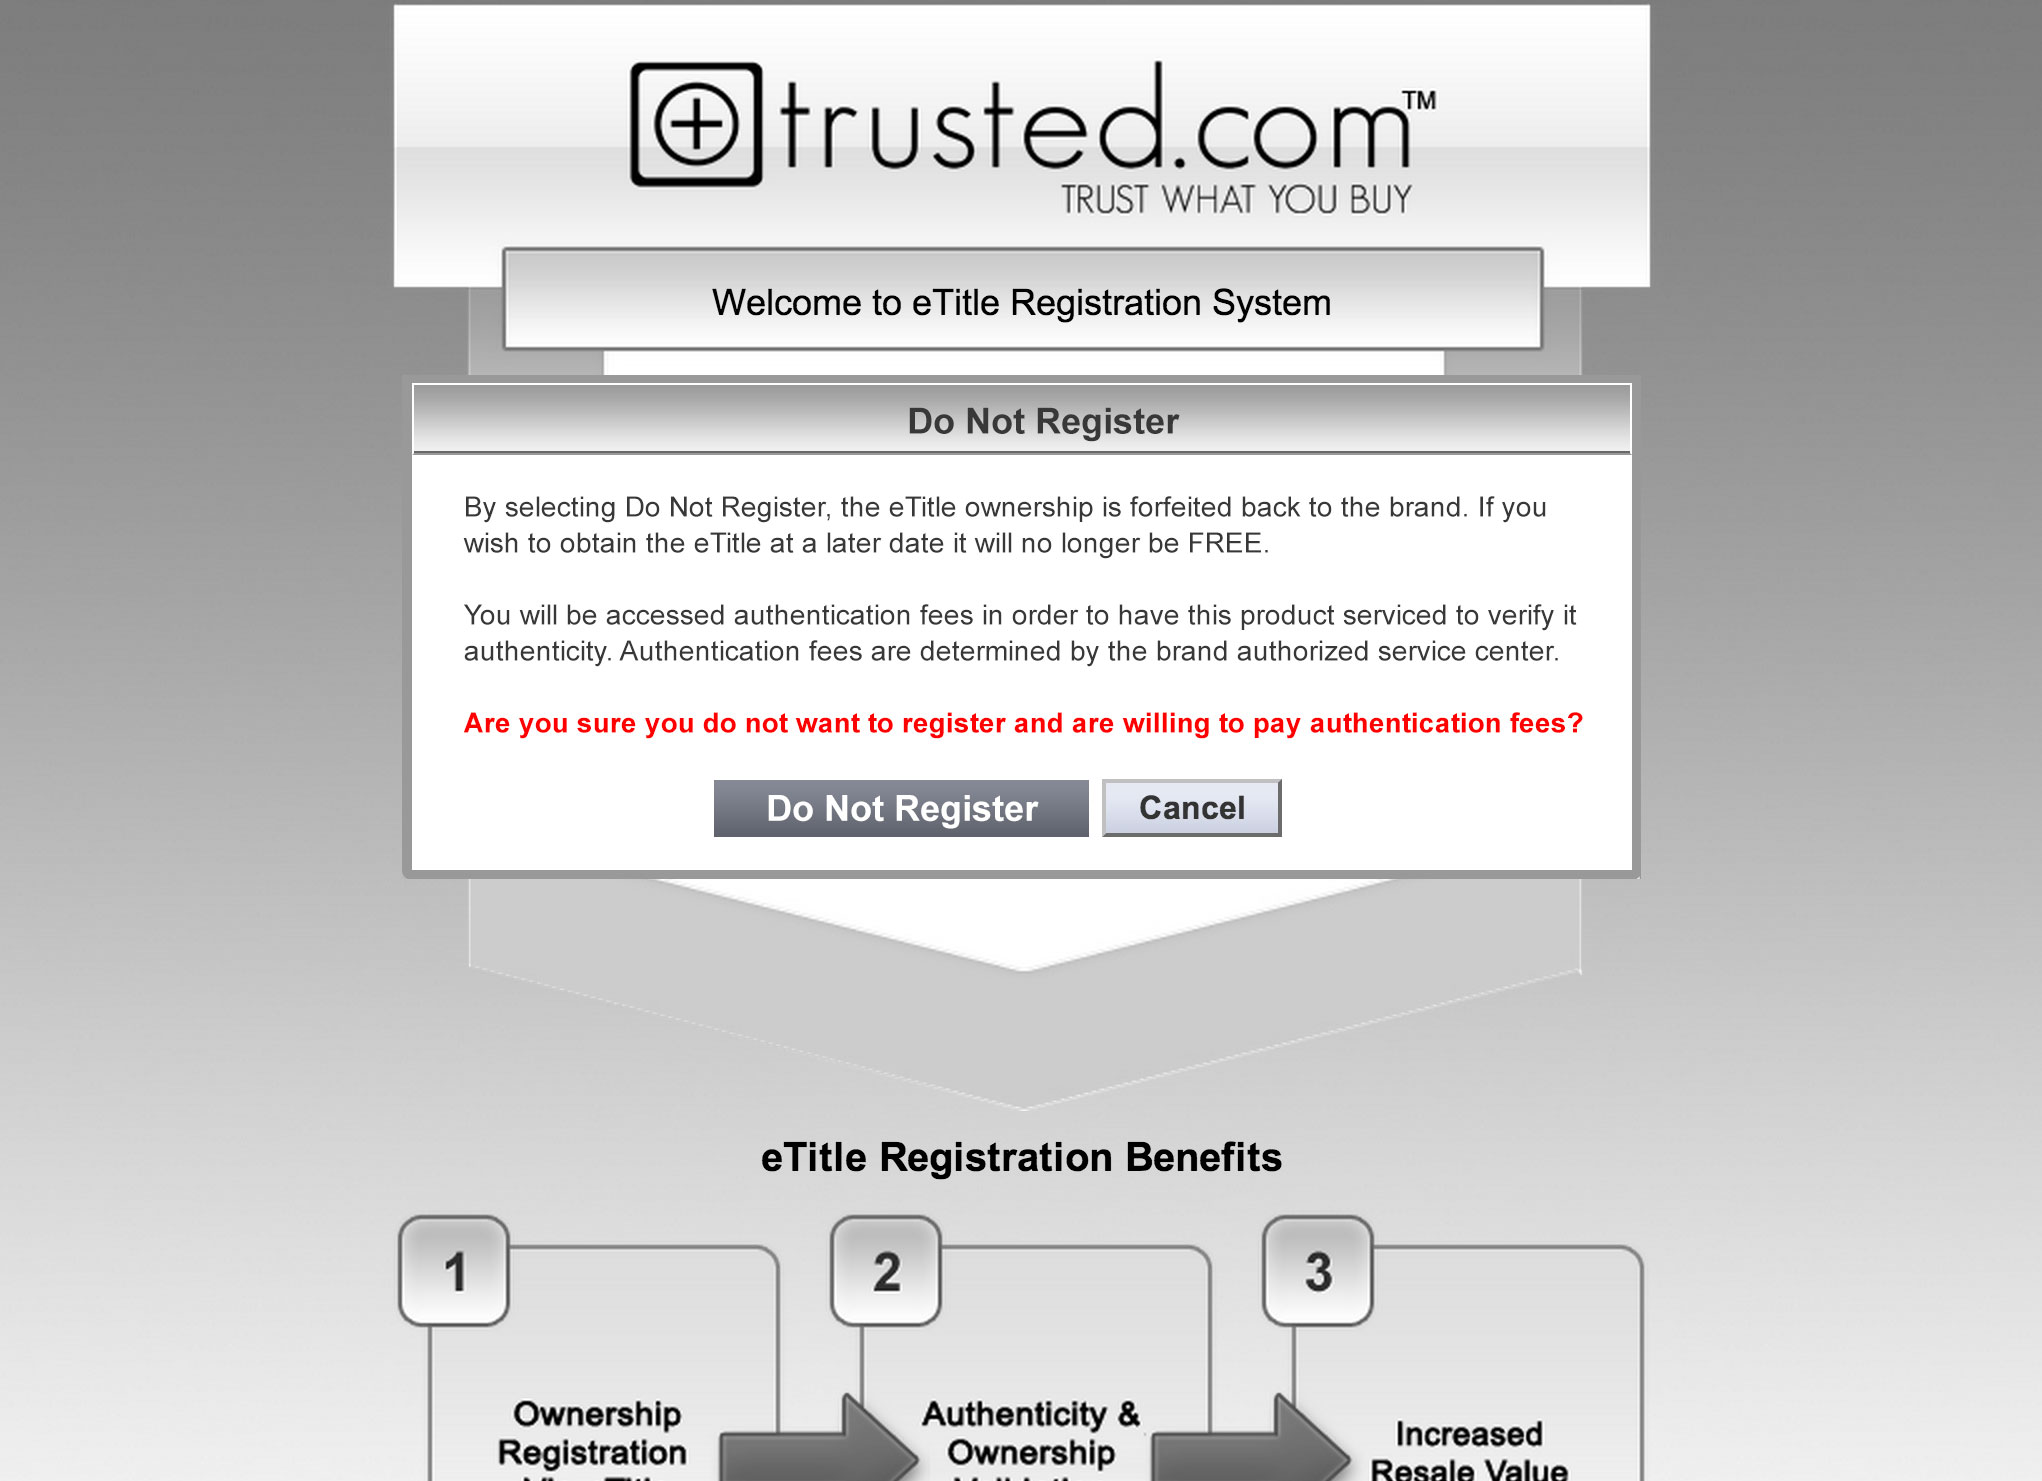 trusted.com™
TRUST WHAT YOU BUY
Welcome to eTitle Registration System
Do Not Register
By selecting Do Not Register, the eTitle ownership is forfeited back to the brand. If you
wish to obtain the eTitle at a later date it will no longer be FREE.
You will be accessed authentication fees in order to have this product serviced to verify it
authenticity. Authentication fees are determined by the brand authorized service center.
Are you sure you do not want to register and are willing to pay authentication fees?
Do Not Register
Cancel
eTitle Registration Benefits
1
Ownership
Registration
2
Authenticity &
Ownership
3
Increased
Resale Value